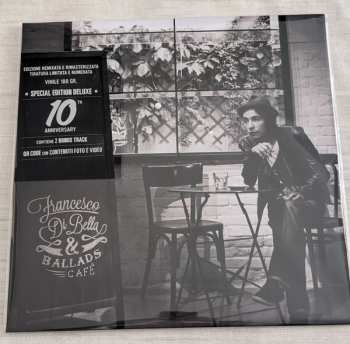 EDIZIONE REMIXATA E RIMASTERIZZATA
TIRATURA LIMITATA E NUMERATA
VINILE 180 GR.
SPECIAL EDITION DELUXE
10TH
ANNIVERSARY
CONTIENE 2 BONUS TRACK
QR CODE CON CONTENUTI FOTO E VIDEO
Francesco
Di Bella
&
BALLADS
CAFÉ